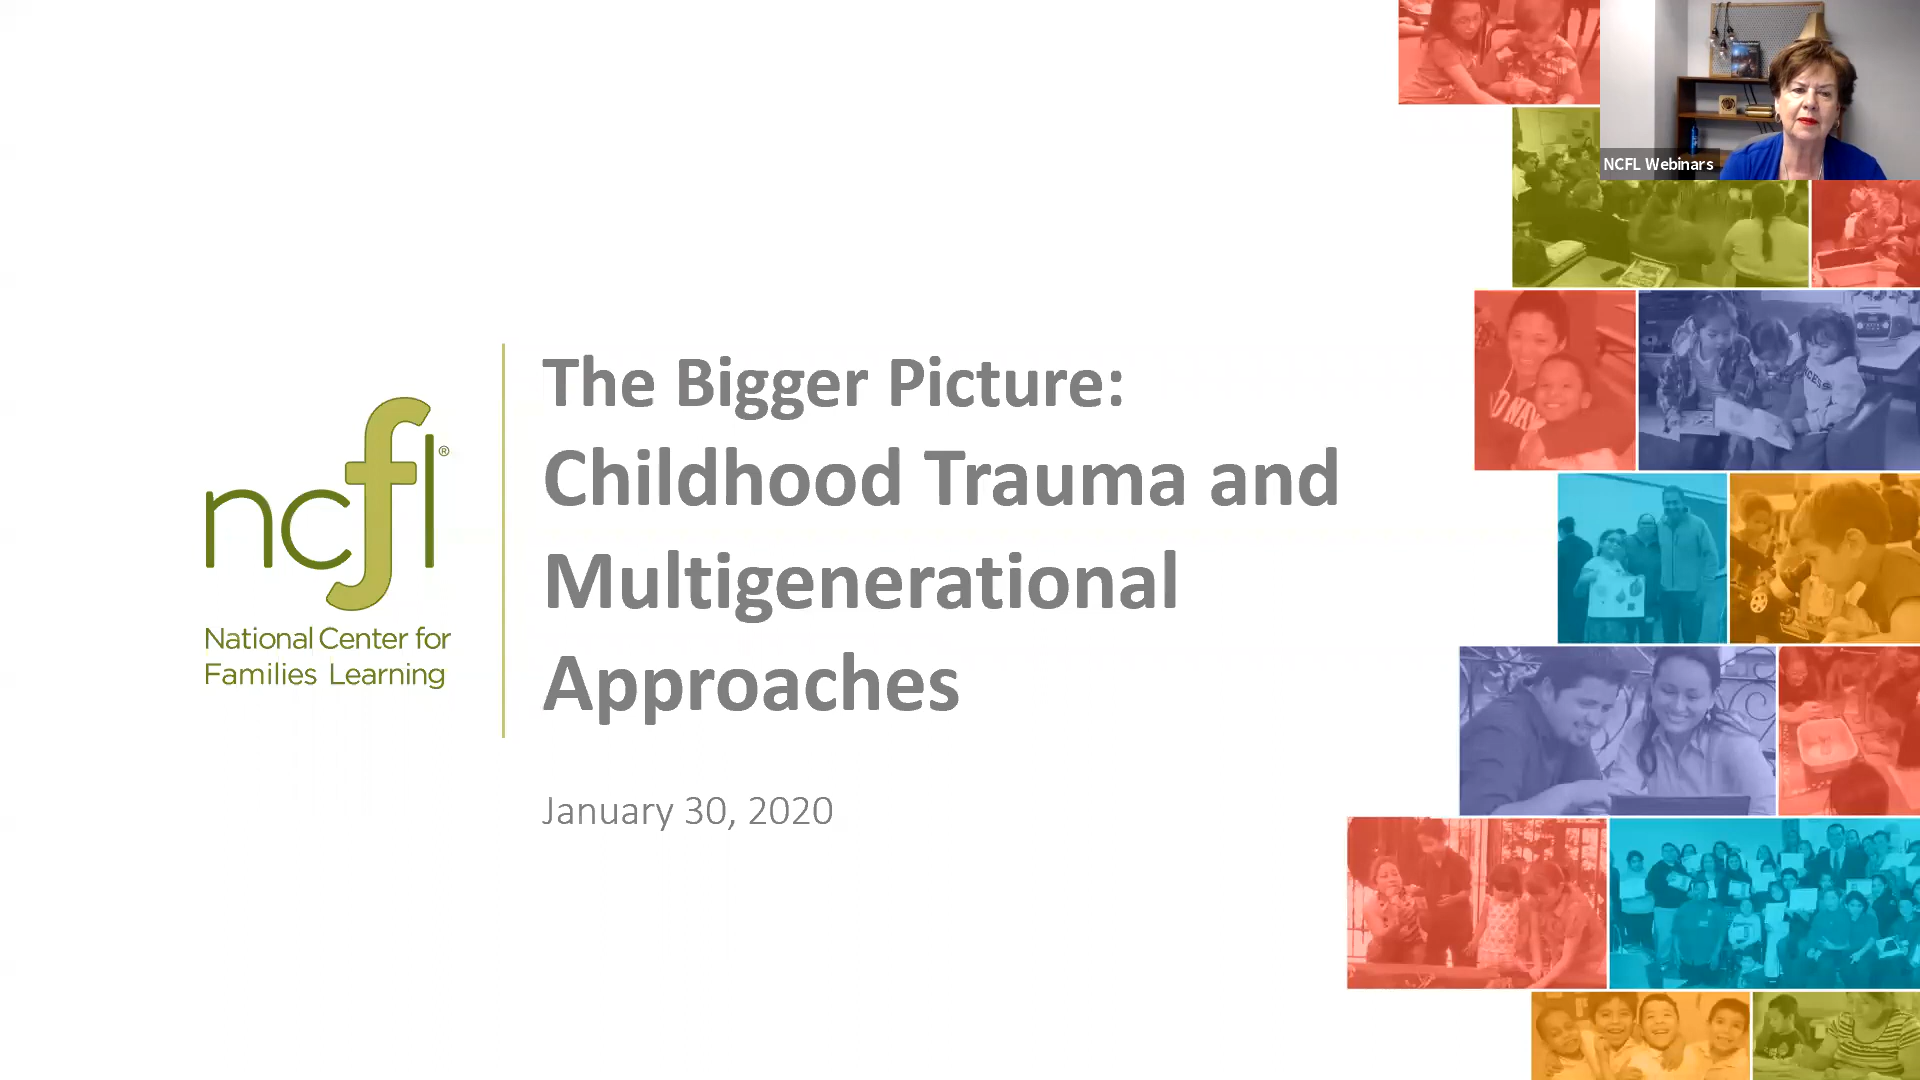 NCFL Webinars
The Bigger Picture:
Childhood Trauma and
Multigenerational
Approaches
January 30, 2020
ncfl®
National Center for
Families Learning